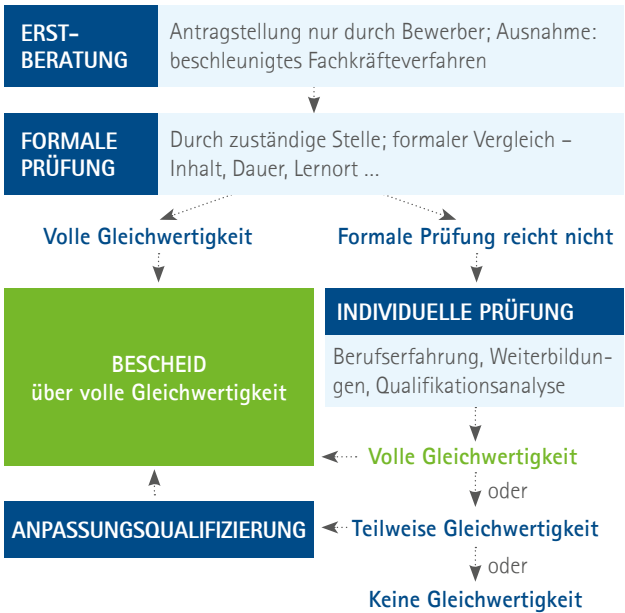 ERST-
BERATUNG
Antragstellung nur durch Bewerber; Ausnahme:
beschleunigtes Fachkräfteverfahren
FORMALE
PRÜFUNG
Durch zuständige Stelle; formaler Vergleich –
Inhalt, Dauer, Lernort ...
Volle Gleichwertigkeit
Formale Prüfung reicht nicht
BESCHEID
über volle Gleichwertigkeit
INDIVIDUELLE PRÜFUNG
Berufserfahrung, Weiterbildun-
gen, Qualifikationsanalyse
Volle Gleichwertigkeit
oder
ANPASSUNGSQUALIFIZIERUNG
Teilweise Gleichwertigkeit
oder
Keine Gleichwertigkeit